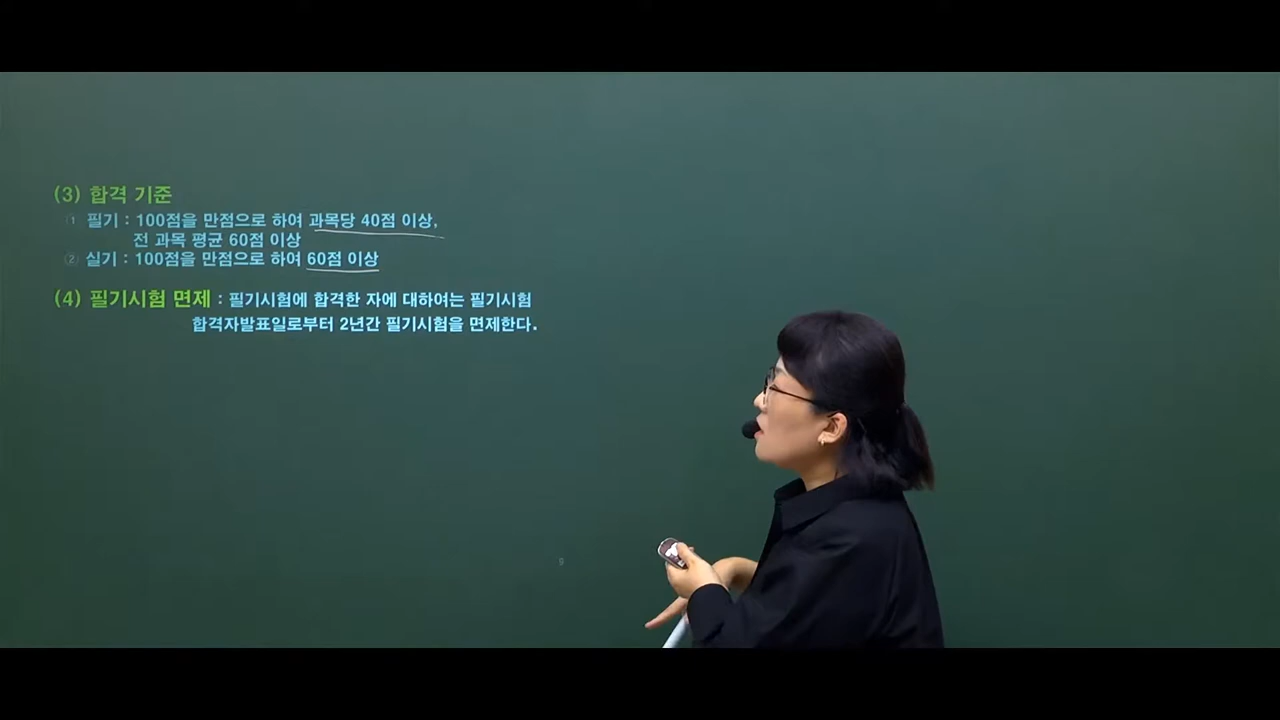 (3) 합격 기준
① 필기 : 100점을 만점으로 하여 과목당 40점 이상,
전 과목 평균 60점 이상
② 실기 : 100점을 만점으로 하여 60점 이상
(4) 필기시험 면제 : 필기시험에 합격한 자에 대하여는 필기시험
합격자발표일로부터 2년간 필기시험을 면제한다.
9